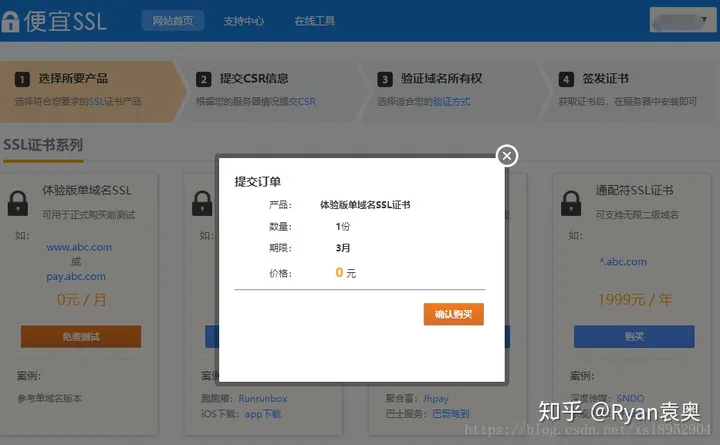 便宜SSL
网站首页
支持中心
在线工具
1 选择所要产品
选择符合您要求的SSL证书产品
2 提交CSR信息
根据您的服务器情况提交CSR
3 验证域名所有权
选择适合您的验证方式
4 签发证书
获取证书后，在服务器中安装即可
SSL证书系列
体验版单域名SSL
可用于正式购买前测试
如:
www.abc.com
或
pay.abc.com
0元 / 月
免费测试
案例:
参考单域名版本
提交订单
产品: 体验版单域名SSL证书
数量: 1份
期限: 3月
价格: 0 元
确认购买
跑跑箱: Runrunbox
iOS下载: app下载
聚合富: Jhpay
巴士服务: 巴哥驾到
通配符SSL证书
可支持无限二级域名
如:
*.abc.com
1999元 / 年
购买
案例:
深度传媒: SNDO
知乎 @Ryan袁奥
https://blog.csdn.net/xs18952904